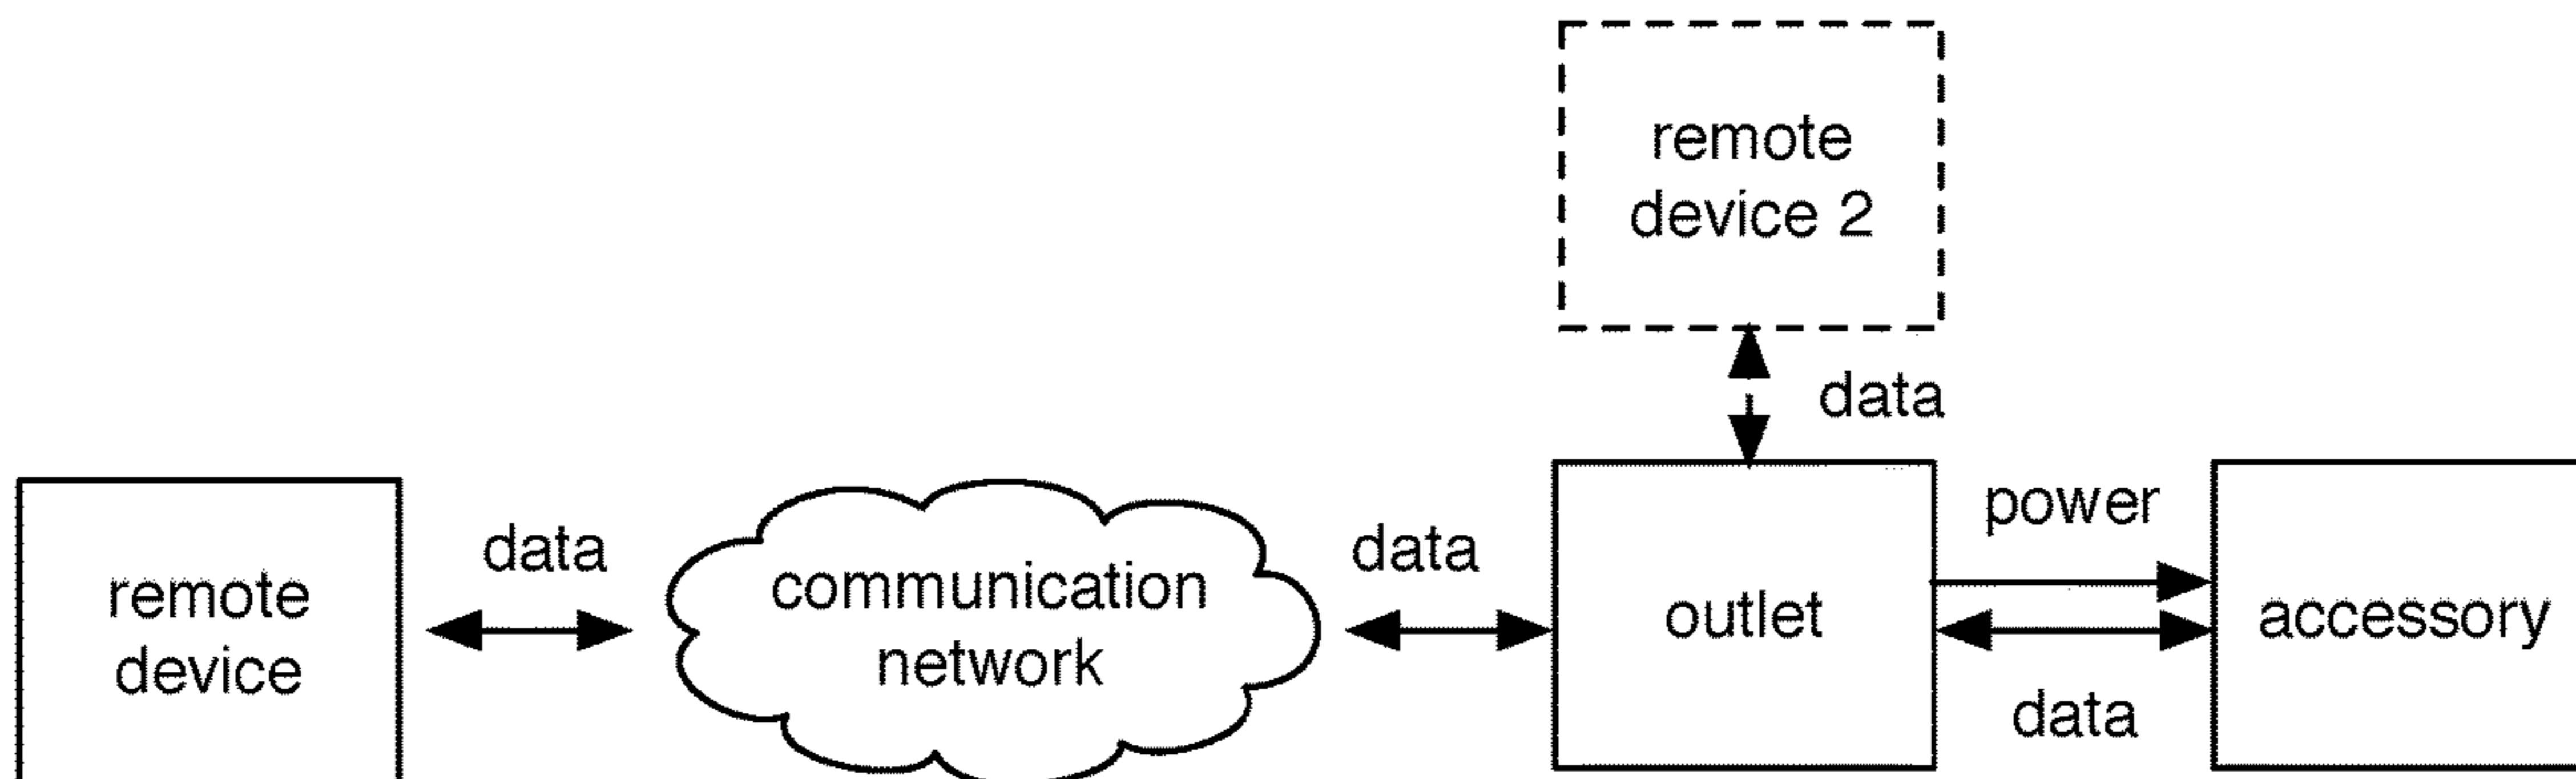 remote
device 2
data
remote
device
data
communication
network
data
outlet
power
data
accessory